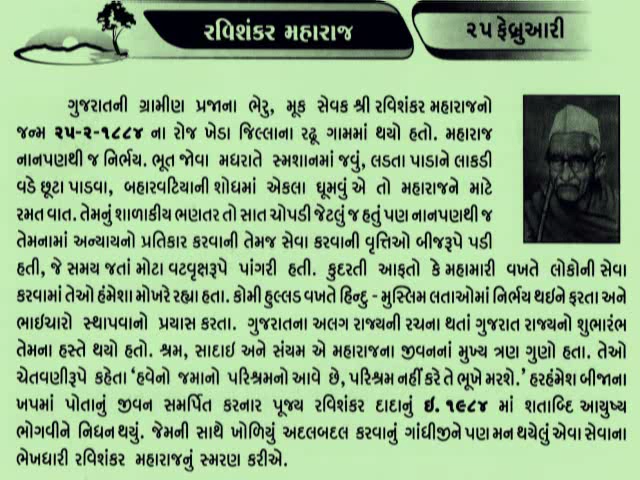 રવિશંકર મહારાજ
૨૫ ફેબ્રુઆરી
ગુજરાતની ગ્રામીણ પ્રજાના ભેરુ, મૂક સેવક શ્રી રવિશંકર મહારાજનો
જન્મ ૨૫-૨-૧૮૮૪ ના રોજ ખેડા જિલ્લાના રઢૂ ગામમાં થયો હતો. મહારાજ
નાનપણથી જ નિર્ભય. ભૂત જોવા મધરાતે સ્મશાનમાં જવું, લડતા પાડાને લાકડી
વડે છૂટા પાડવા, બહારવટિયાની શોધમાં એકલા ઘૂમવું એ તો મહારાજને માટે
રમત વાત. તેમનું શાળાકીય ભણતર તો સાત ચોપડી જેટલું જ હતું પણ નાનપણથી જ
તેમનામાં અન્યાયનો પ્રતિકાર કરવાની તેમજ સેવા કરવાની વૃત્તિઓ બીજરૂપે પડી
હતી, જે સમય જતાં મોટા વટવૃક્ષરૂપે પાંગરી હતી. કુદરતી આફતો કે મહામારી વખતે લોકોની સેવા
કરવામાં તેઓ હંમેશા મોખરે રહ્યા હતા. કોમી હુલ્લડ વખતે હિન્દુ - મુસ્લિમ લતાઓમાં નિર્ભય થઇને ફરતા અને
ભાઈચારો સ્થાપવાનો પ્રયાસ કરતા. ગુજરાતના અલગ રાજ્યની રચના થતાં ગુજરાત રાજ્યનો શુભારંભ
તેમના હસ્તે થયો હતો. શ્રમ, સાદાઇ અને સંયમ એ મહારાજના જીવનનાં મુખ્ય ત્રણ ગુણો હતા. તેઓ
ચેતવણીરૂપે કહેતા ‘હવેનો જમાનો પરિશ્રમનો આવે છે, પરિશ્રમ નહીં કરે તે ભૂખે મરશે.’ હરહંમેશ બીજાના
ખપમાં પોતાનું જીવન સમર્પિત કરનાર પૂજ્ય રવિશંકર દાદાનું ઇ. ૧૯૮૪ માં શતાબ્દિ આયુષ્ય
ભોગવીને નિધન થયું. જેમની સાથે ખોળિયું અદલબદલ કરવાનું ગાંધીજીને પણ મન થયેલું એવા સેવાના
ભેખધારી રવિશંકર મહારાજનું સ્મરણ કરીએ.